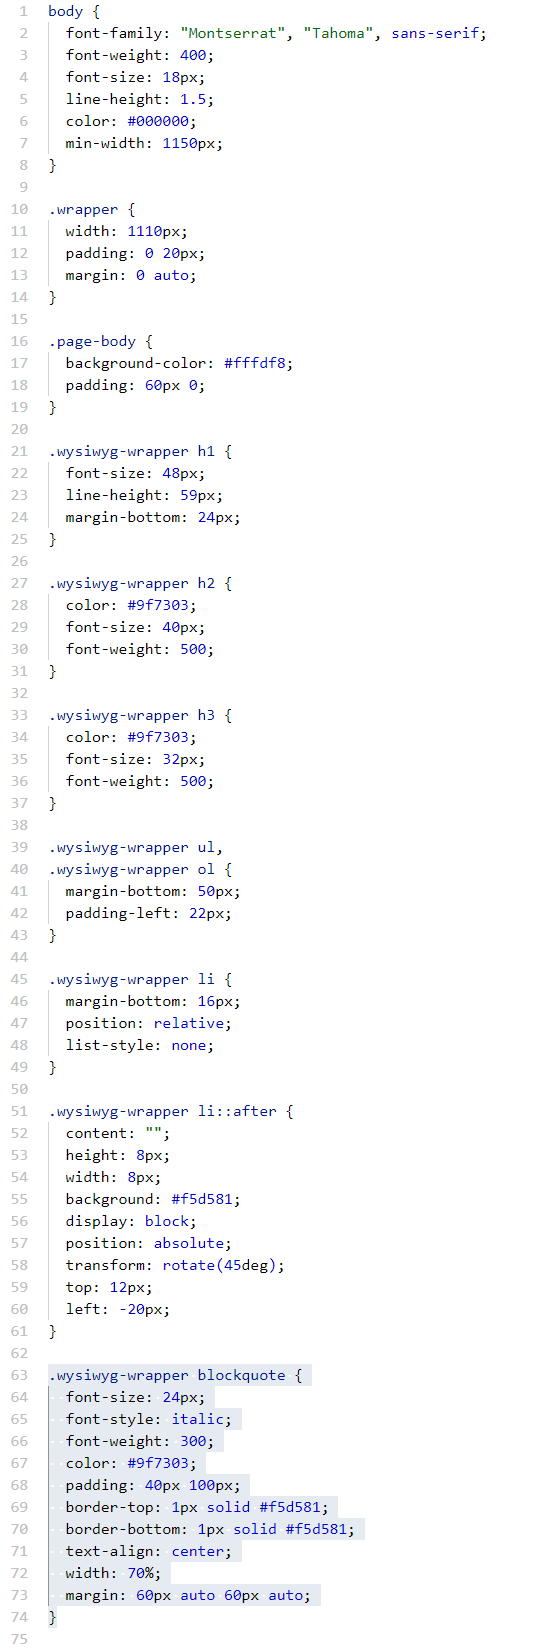 1 body {
2 font-family: "Montserrat", "Tahoma", sans-serif;
3 font-weight: 400;
4 font-size: 18px;
5 line-height: 1.5;
6 color: #000000;
7 min-width: 1150px;
8 }
9
10 .wrapper {
11 width: 1110px;
12 padding: 0 20px;
13 margin: 0 auto;
14 }
15
16 .page-body {
17 background-color: #fffdf8;
18 padding: 60px 0;
19 }
20
21 .wysiwyg-wrapper h1 {
22 font-size: 48px;
23 line-height: 59px;
24 margin-bottom: 24px;
25 }
26
27 .wysiwyg-wrapper h2 {
28 color: #9f7303;
29 font-size: 40px;
30 font-weight: 500;
31 }
32
33 .wysiwyg-wrapper h3 {
34 color: #9f7303;
35 font-size: 32px;
36 font-weight: 500;
37 }
38
39 .wysiwyg-wrapper ul,
40 .wysiwyg-wrapper ol {
41 margin-bottom: 50px;
42 padding-left: 22px;
43 }
44
45 .wysiwyg-wrapper li {
46 margin-bottom: 16px;
47 position: relative;
48 list-style: none;
49 }
50
51 .wysiwyg-wrapper li::after {
52 content: "";
53 height: 8px;
54 width: 8px;
55 background: #f5d581;
56 display: block;
57 position: absolute;
58 transform: rotate(45deg);
59 top: 12px;
60 left: -20px;
61 }
62
63 .wysiwyg-wrapper blockquote {
64 font-size: 24px;
65 font-style: italic;
66 font-weight: 300;
67 color: #9f7303;
68 padding: 40px 100px;
69 border-top: 1px solid #f5d581;
70 border-bottom: 1px solid #f5d581;
71 text-align: center;
72 width: 70%;
73 margin: 60px auto 60px auto;
74 }
75